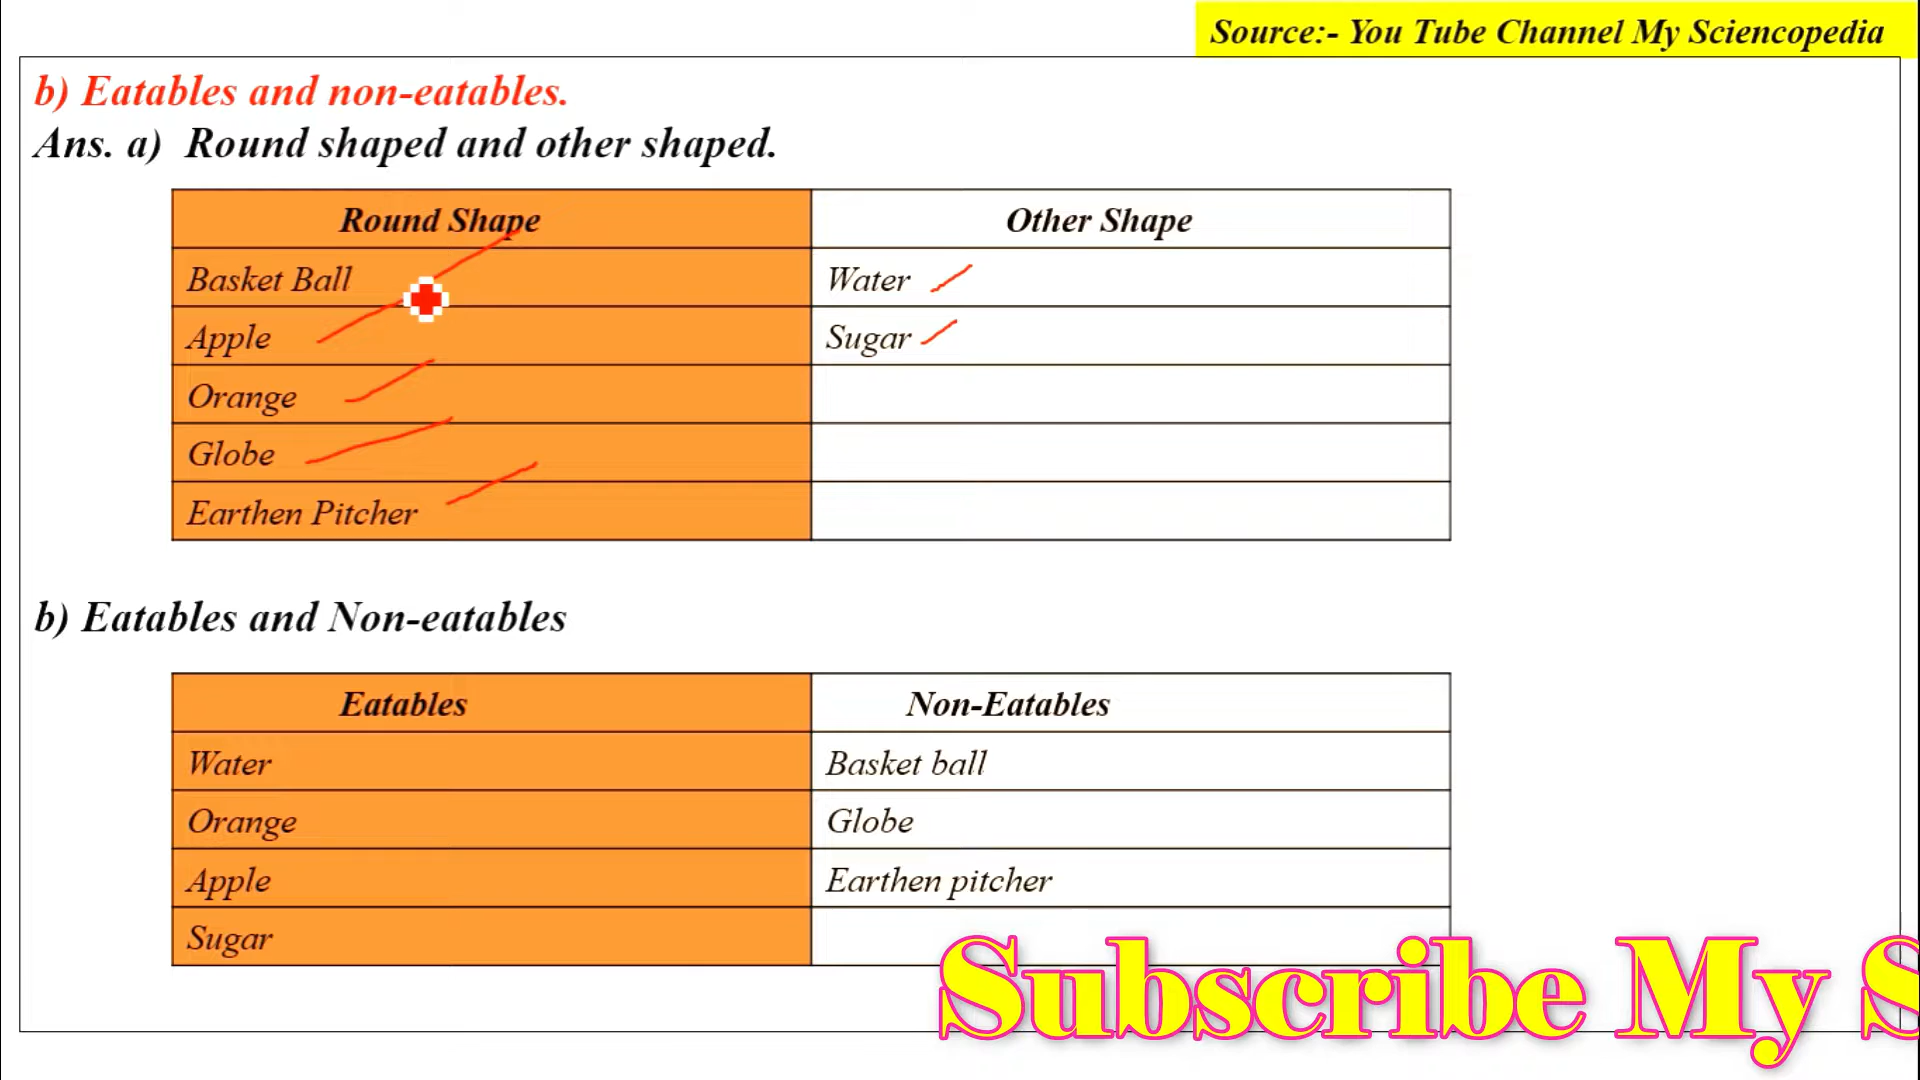 Source:- You Tube Channel My Sciencopedia
b) Eatables and non-eatables.
Ans. a) Round shaped and other shaped.
Round Shape Other Shape
Basket Ball Water
Apple Sugar
Orange
Globe
Earthen Pitcher
b) Eatables and Non-eatables
Eatables Non-Eatables
Water Basket ball
Orange Globe
Apple Earthen pitcher
Sugar
Subscribe My S